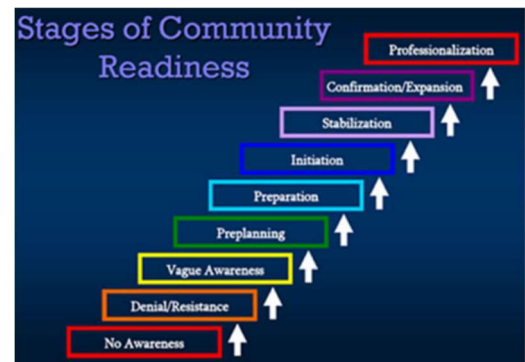 Stages of Community
Readiness
Professionalization
Confirmation/Expansion
Stabilization
Initiation
Preparation
Preplanning
Vague Awareness
Denial/Resistance
No Awareness